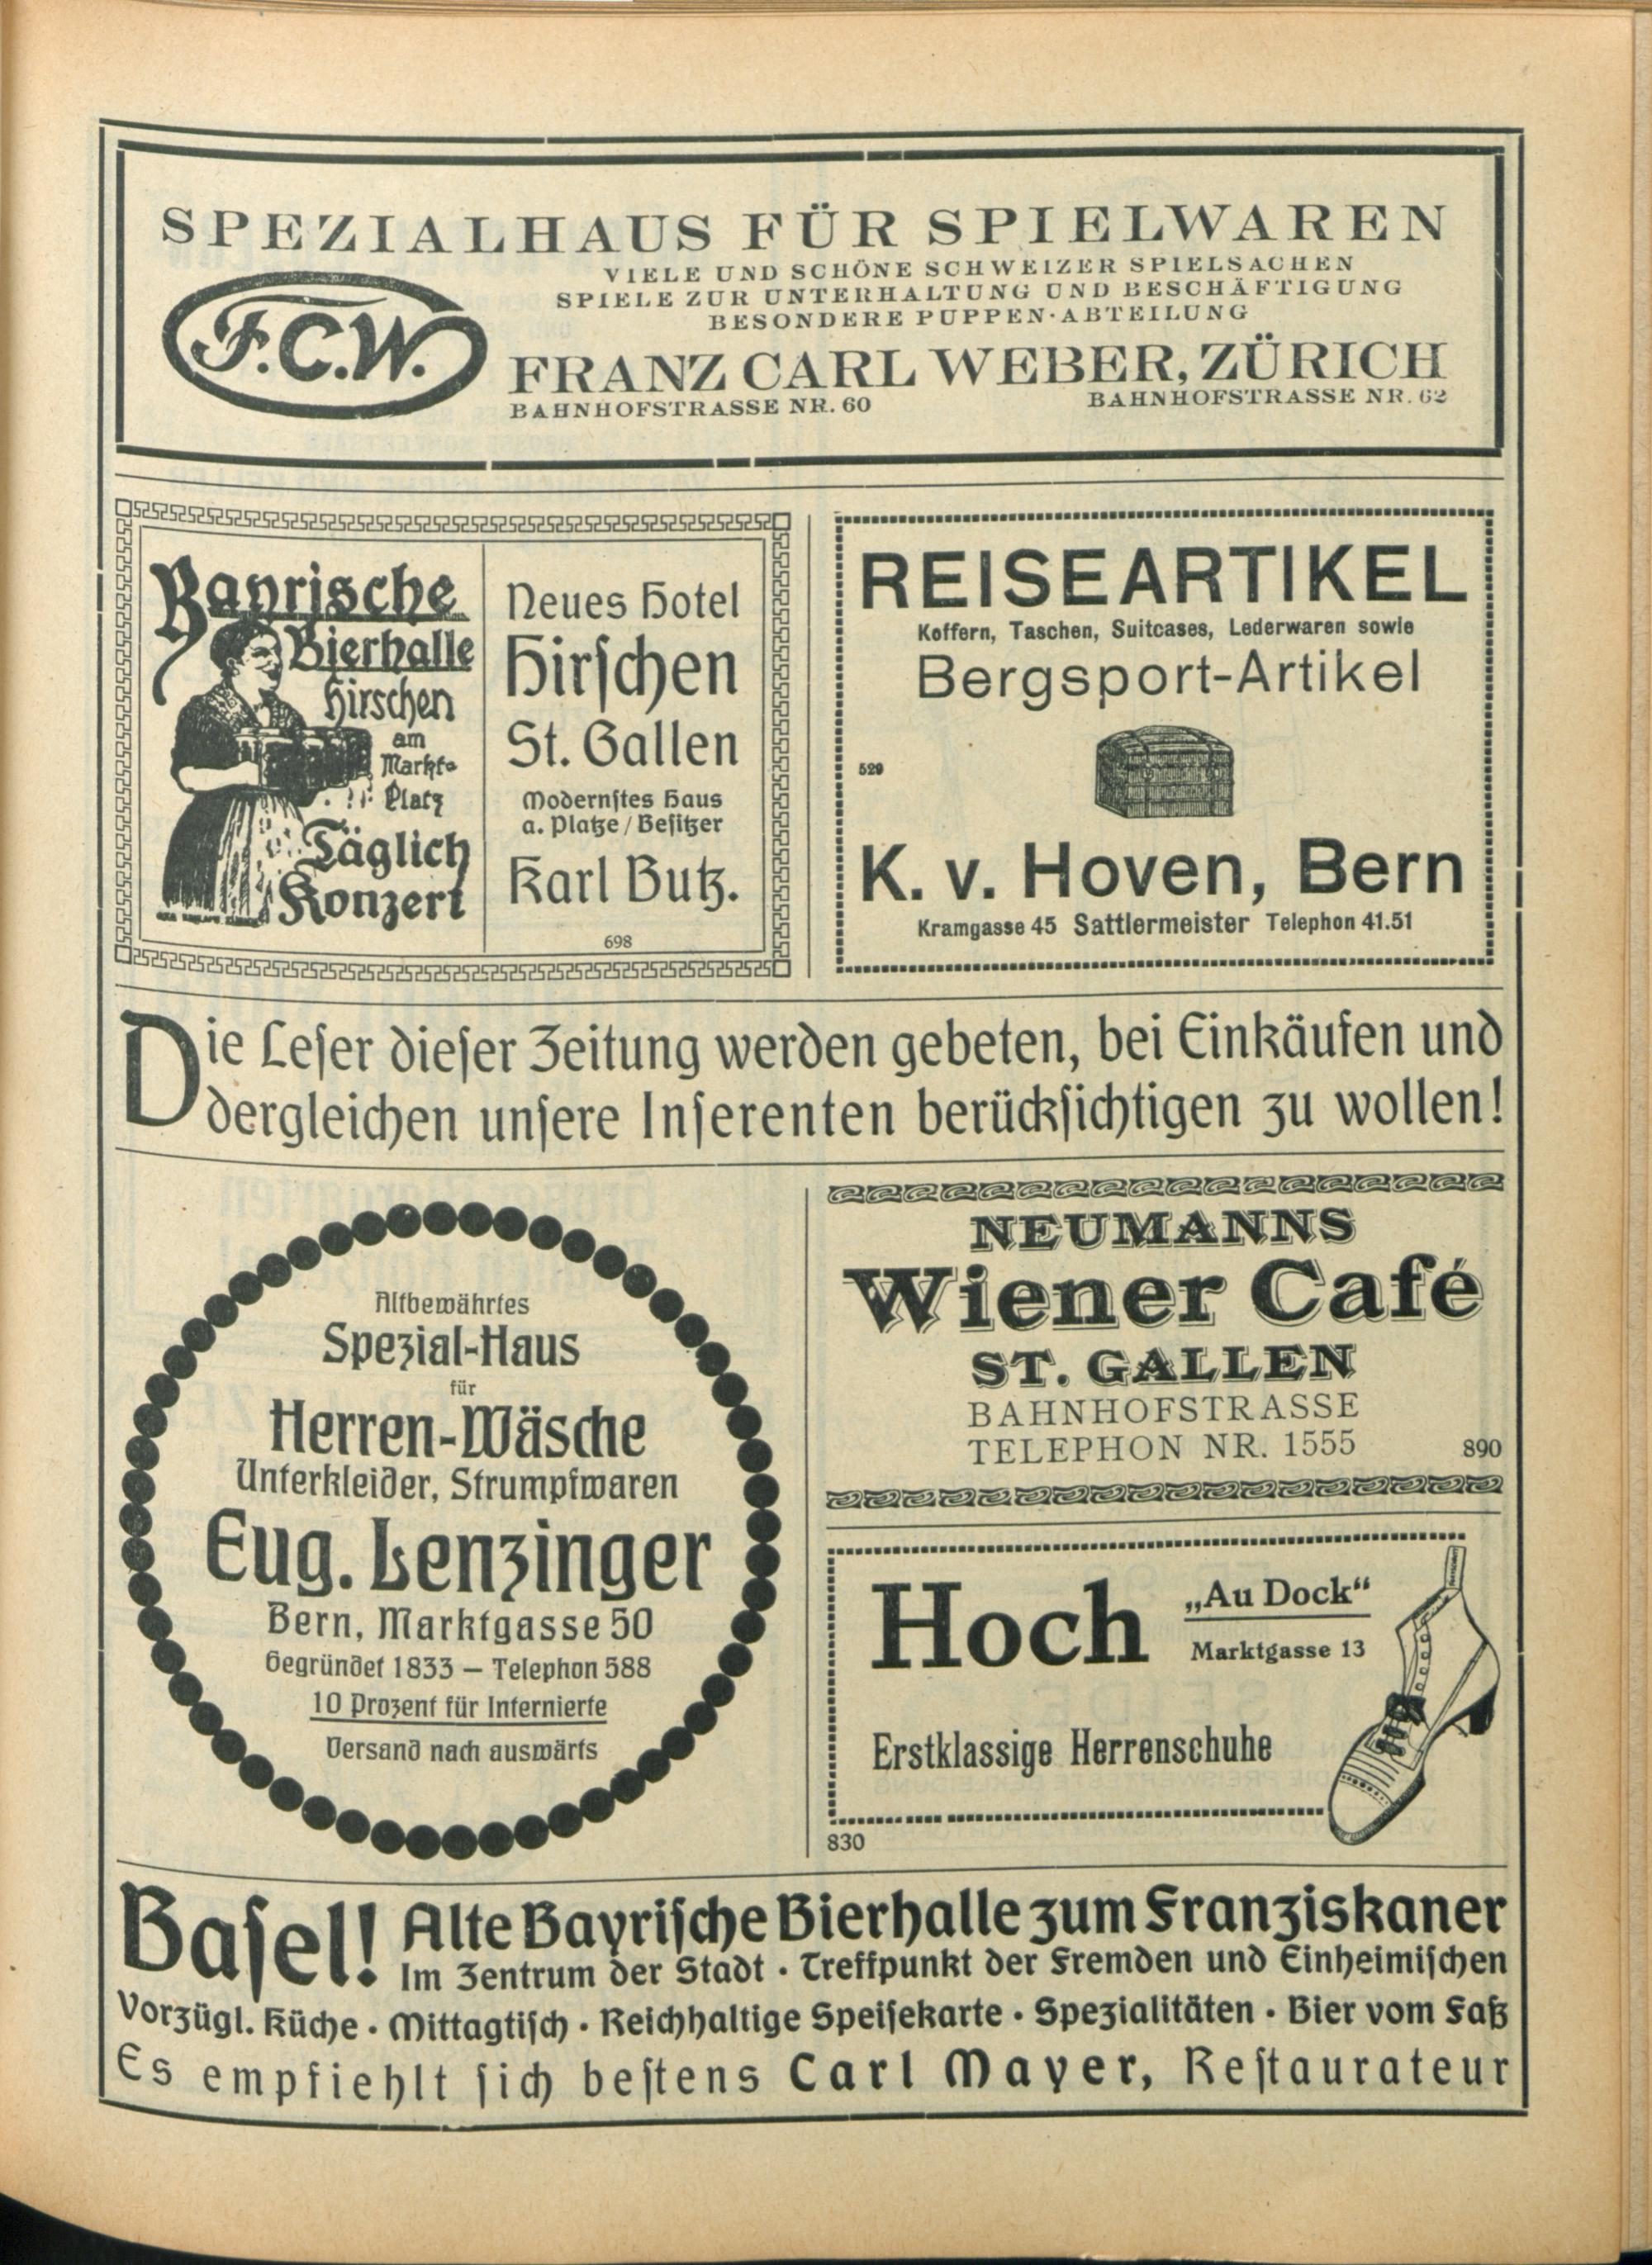 SPEZIALHAUS FÜR SPIELWAREN
VIELE UND SCHÖNE SCHWEIZER SPIELSACHEN
SPIELE ZUR UNTERHALTUNG UND BESCHÄFTIGUNG
BESONDERE PUPPEN-ABTEILUNG
F.C.W.
FRANZ CARL WEBER, ZÜRICH
BAHNHOFSTRASSE NR. 60 BAHNHOFSTRASSE NR. 62
Bayrische
Bierhalle
Hirschen
am
Markt-
Platz
Täglich
Konzert
Neues Hotel
Hirſchen
St. Gallen
Modernſtes Haus
a. Platze / Beſitzer
Karl Butz.
698
REISEARTIKEL
Koffern, Taschen, Suitcases, Lederwaren sowie
Bergsport-Artikel
529
K. v. Hoven, Bern
Kramgasse 45 Sattlermeister Telephon 41.51
Die Leſer dieſer Zeitung werden gebeten, bei Einkäufen und
dergleichen unſere Inſerenten berückſichtigen zu wollen!
Altbewährtes
Spezial-Haus
für
Herren-Wäsche
Unterkleider, Strumpfwaren
Eug. Lenzinger
Bern, Marktgasse 50
Gegründet 1833 — Telephon 588
10 Prozent für Internierte
Versand nach auswärts
NEUMANNS
Wiener Café
ST. GALLEN
BAHNHOFSTRASSE
TELEPHON NR. 1555
890
Hoch „Au Dock“
Marktgasse 13
Erstklassige Herrenschuhe
830
Baſel! Alte Bayriſche Bierhalle zum Franziskaner
Im Zentrum der Stadt · Treffpunkt der Fremden und Einheimiſchen
Vorzügl. Küche · Mittagtiſch · Reichhaltige Speiſekarte · Spezialitäten · Bier vom Faß
Es empfiehlt ſich beſtens Carl Mayer, Reſtaurateur